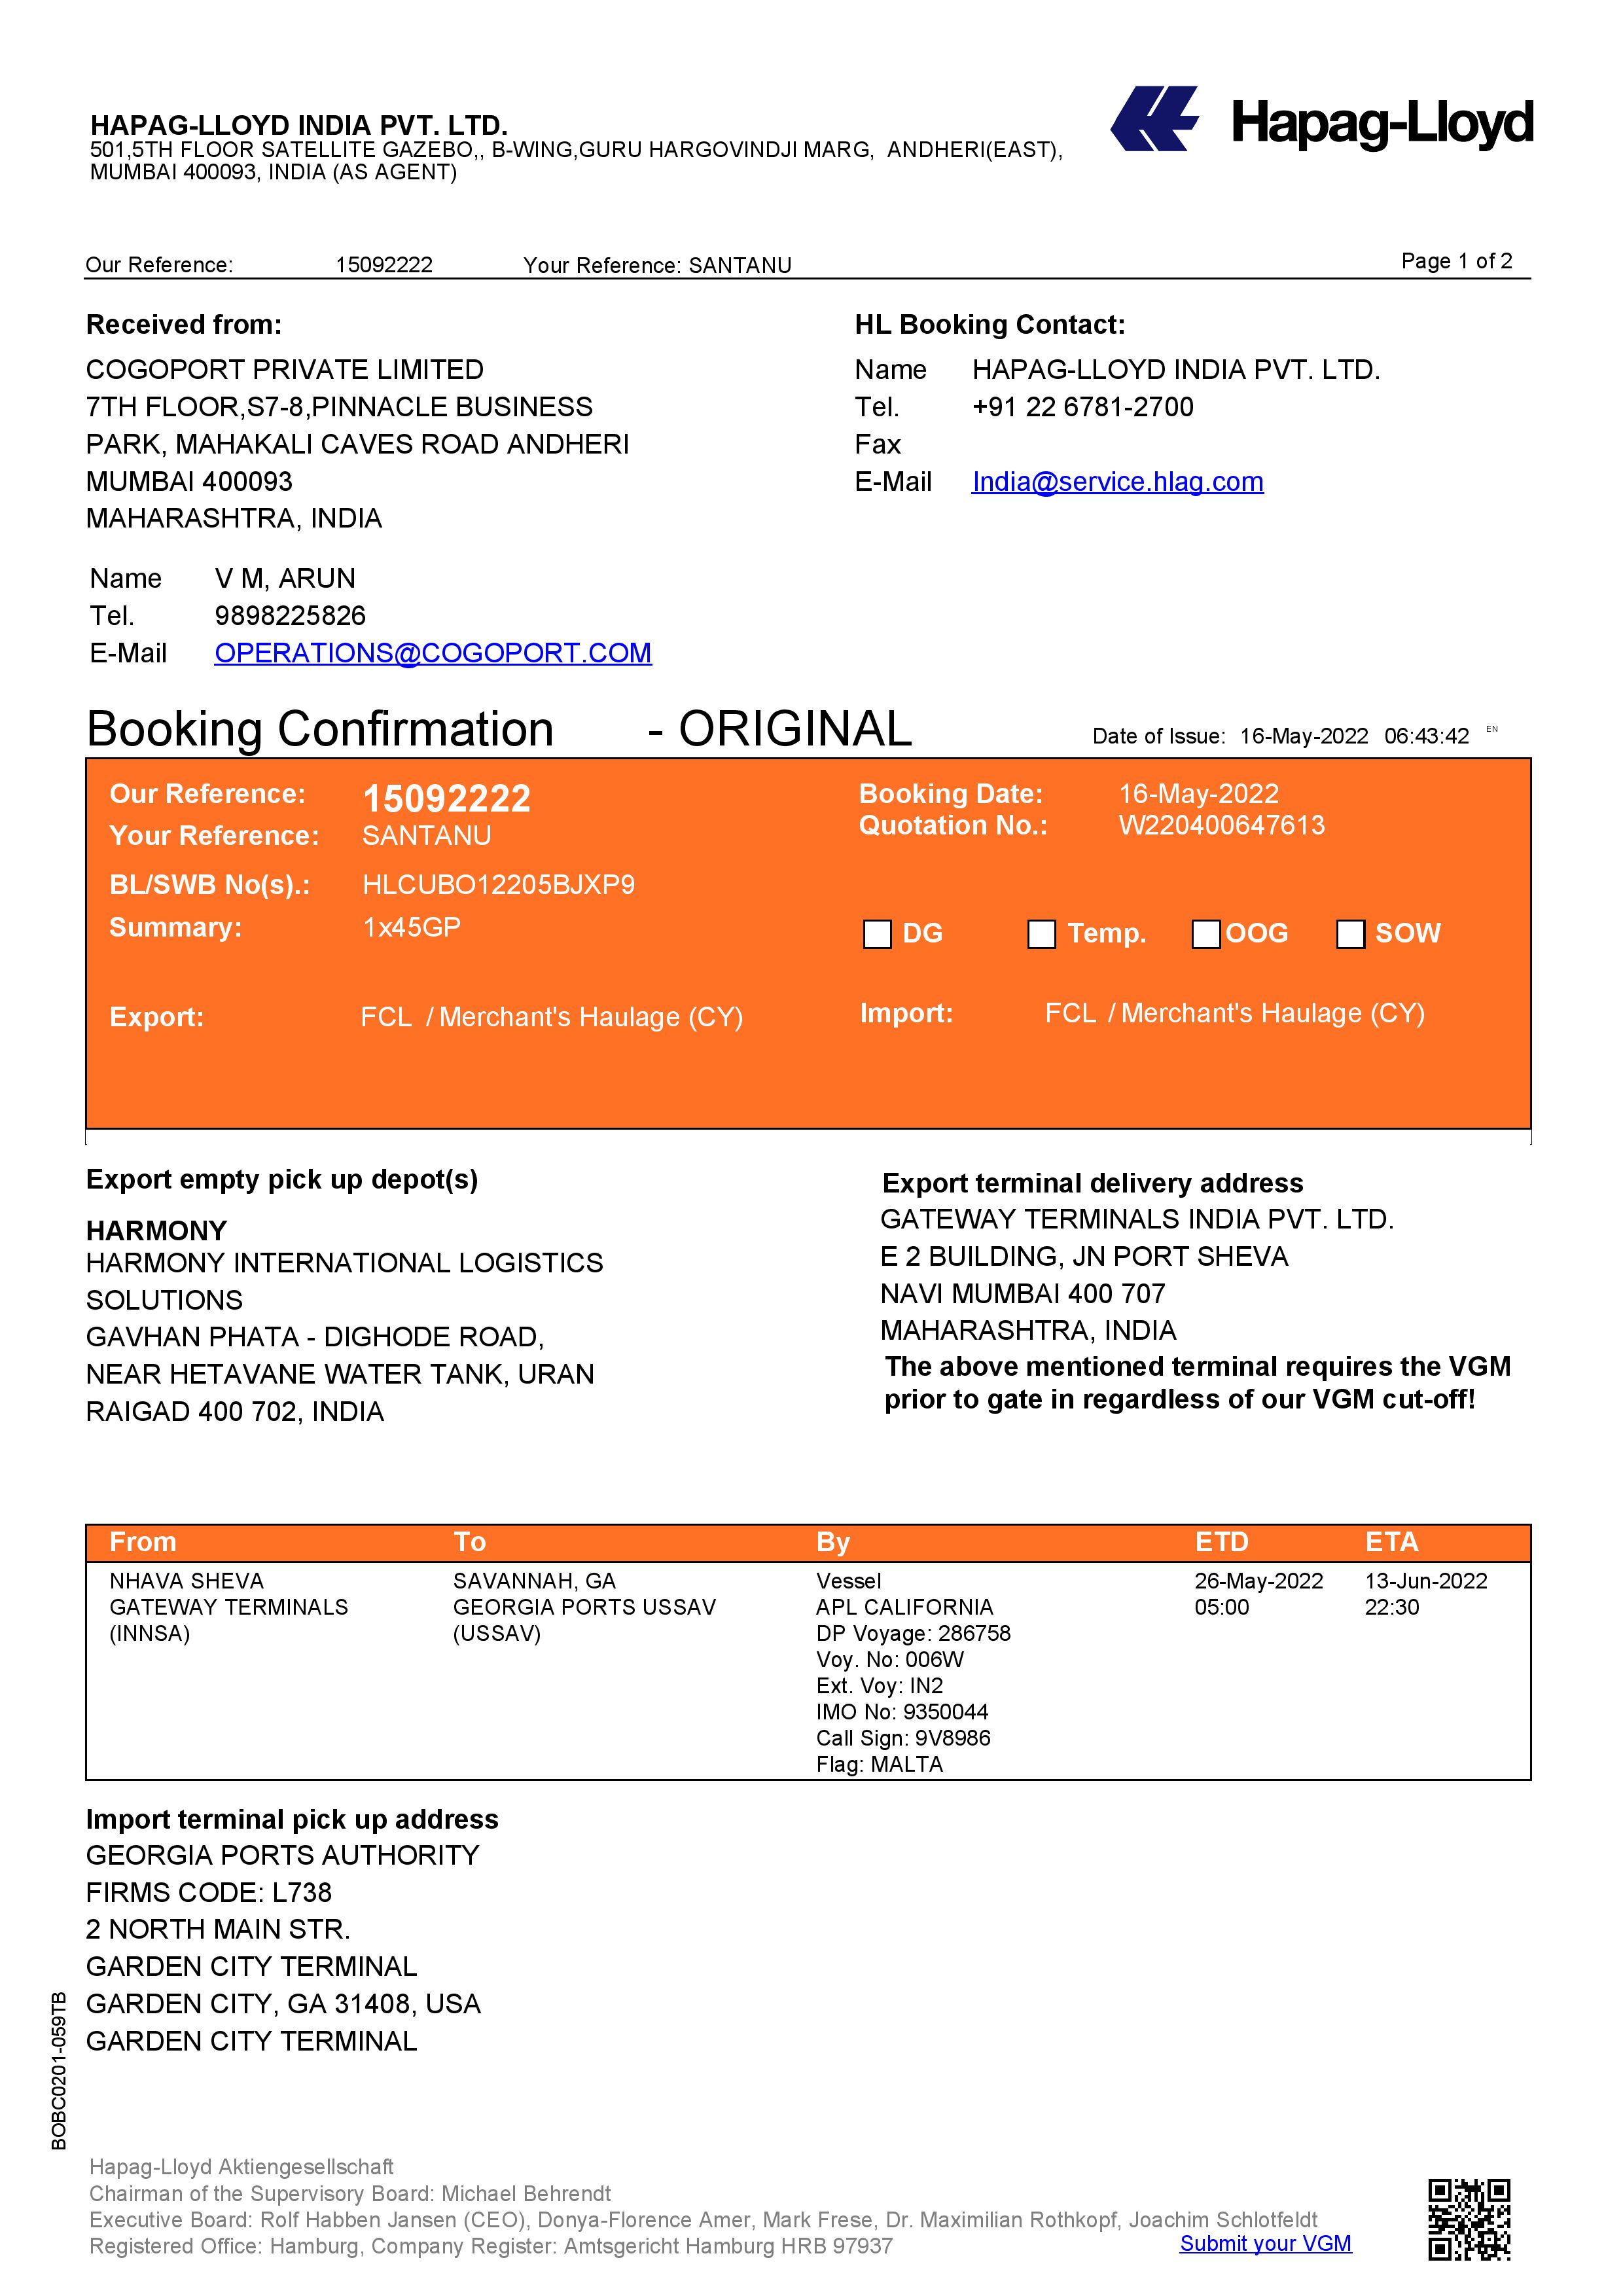 HAPAG-LLOYD INDIA PVT. LTD.
501,5TH FLOOR SATELLITE GAZEBO,, B-WING,GURU HARGOVINDJI MARG, ANDHERI(EAST),
MUMBAI 400093, INDIA (AS AGENT)
Hapag-Lloyd
Our Reference: 15092222 Your Reference: SANTANU Page 1 of 2
Received from:
COGOPORT PRIVATE LIMITED
7TH FLOOR,S7-8,PINNACLE BUSINESS
PARK, MAHAKALI CAVES ROAD ANDHERI
MUMBAI 400093
MAHARASHTRA, INDIA
Name V M, ARUN
Tel. 9898225826
E-Mail OPERATIONS@COGOPORT.COM
HL Booking Contact:
Name HAPAG-LLOYD INDIA PVT. LTD.
Tel. +91 22 6781-2700
Fax
E-Mail India@service.hlag.com
Booking Confirmation - ORIGINAL Date of Issue: 16-May-2022 06:43:42 EN
Our Reference: 15092222 Booking Date: 16-May-2022
Your Reference: SANTANU Quotation No.: W220400647613
BL/SWB No(s).: HLCUBO12205BJXP9
Summary: 1x45GP DG Temp. OOG SOW
Export: FCL / Merchant's Haulage (CY) Import: FCL / Merchant's Haulage (CY)
Export empty pick up depot(s)
HARMONY
HARMONY INTERNATIONAL LOGISTICS
SOLUTIONS
GAVHAN PHATA - DIGHODE ROAD,
NEAR HETAVANE WATER TANK, URAN
RAIGAD 400 702, INDIA
Export terminal delivery address
GATEWAY TERMINALS INDIA PVT. LTD.
E 2 BUILDING, JN PORT SHEVA
NAVI MUMBAI 400 707
MAHARASHTRA, INDIA
The above mentioned terminal requires the VGM
prior to gate in regardless of our VGM cut-off!
From To By ETD ETA
NHAVA SHEVA SAVANNAH, GA Vessel 26-May-2022 13-Jun-2022
GATEWAY TERMINALS GEORGIA PORTS USSAV APL CALIFORNIA 05:00 22:30
(INNSA) (USSAV) DP Voyage: 286758
Voy. No: 006W
Ext. Voy: IN2
IMO No: 9350044
Call Sign: 9V8986
Flag: MALTA
Import terminal pick up address
GEORGIA PORTS AUTHORITY
FIRMS CODE: L738
2 NORTH MAIN STR.
GARDEN CITY TERMINAL
GARDEN CITY, GA 31408, USA
GARDEN CITY TERMINAL
BOBC0201-059TB
Hapag-Lloyd Aktiengesellschaft
Chairman of the Supervisory Board: Michael Behrendt
Executive Board: Rolf Habben Jansen (CEO), Donya-Florence Amer, Mark Frese, Dr. Maximilian Rothkopf, Joachim Schlotfeldt
Registered Office: Hamburg, Company Register: Amtsgericht Hamburg HRB 97937 Submit your VGM